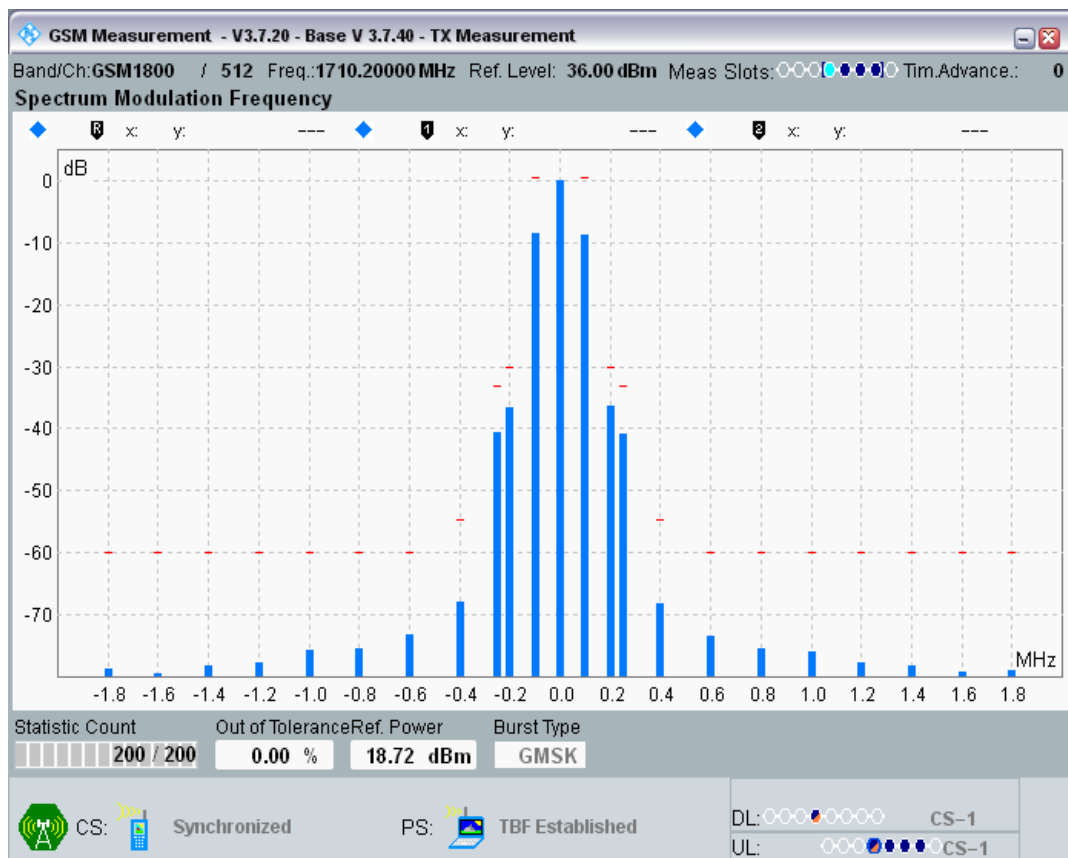 GSM Measurement - V3.7.20 - Base V 3.7.40 - TX Measurement
Band/Ch:GSM1800 / 512 Freq.:1710.20000 MHz Ref. Level: 36.00 dBm Meas Slots: Tim.Advance.: 0
Spectrum Modulation Frequency
R x: y: --- 1 x: y: --- 2 x: y: ---
dB
0
-10
-20
-30
-40
-50
-60
-70
MHz
-1.8 -1.6 -1.4 -1.2 -1.0 -0.8 -0.6 -0.4 -0.2 0.0 0.2 0.4 0.6 0.8 1.0 1.2 1.4 1.6 1.8
Statistic Count Out of Tolerance Ref. Power Burst Type
200 / 200 0.00 % 18.72 dBm GMSK
CS: Synchronized PS: TBF Established
DL: CS-1
UL: CS-1